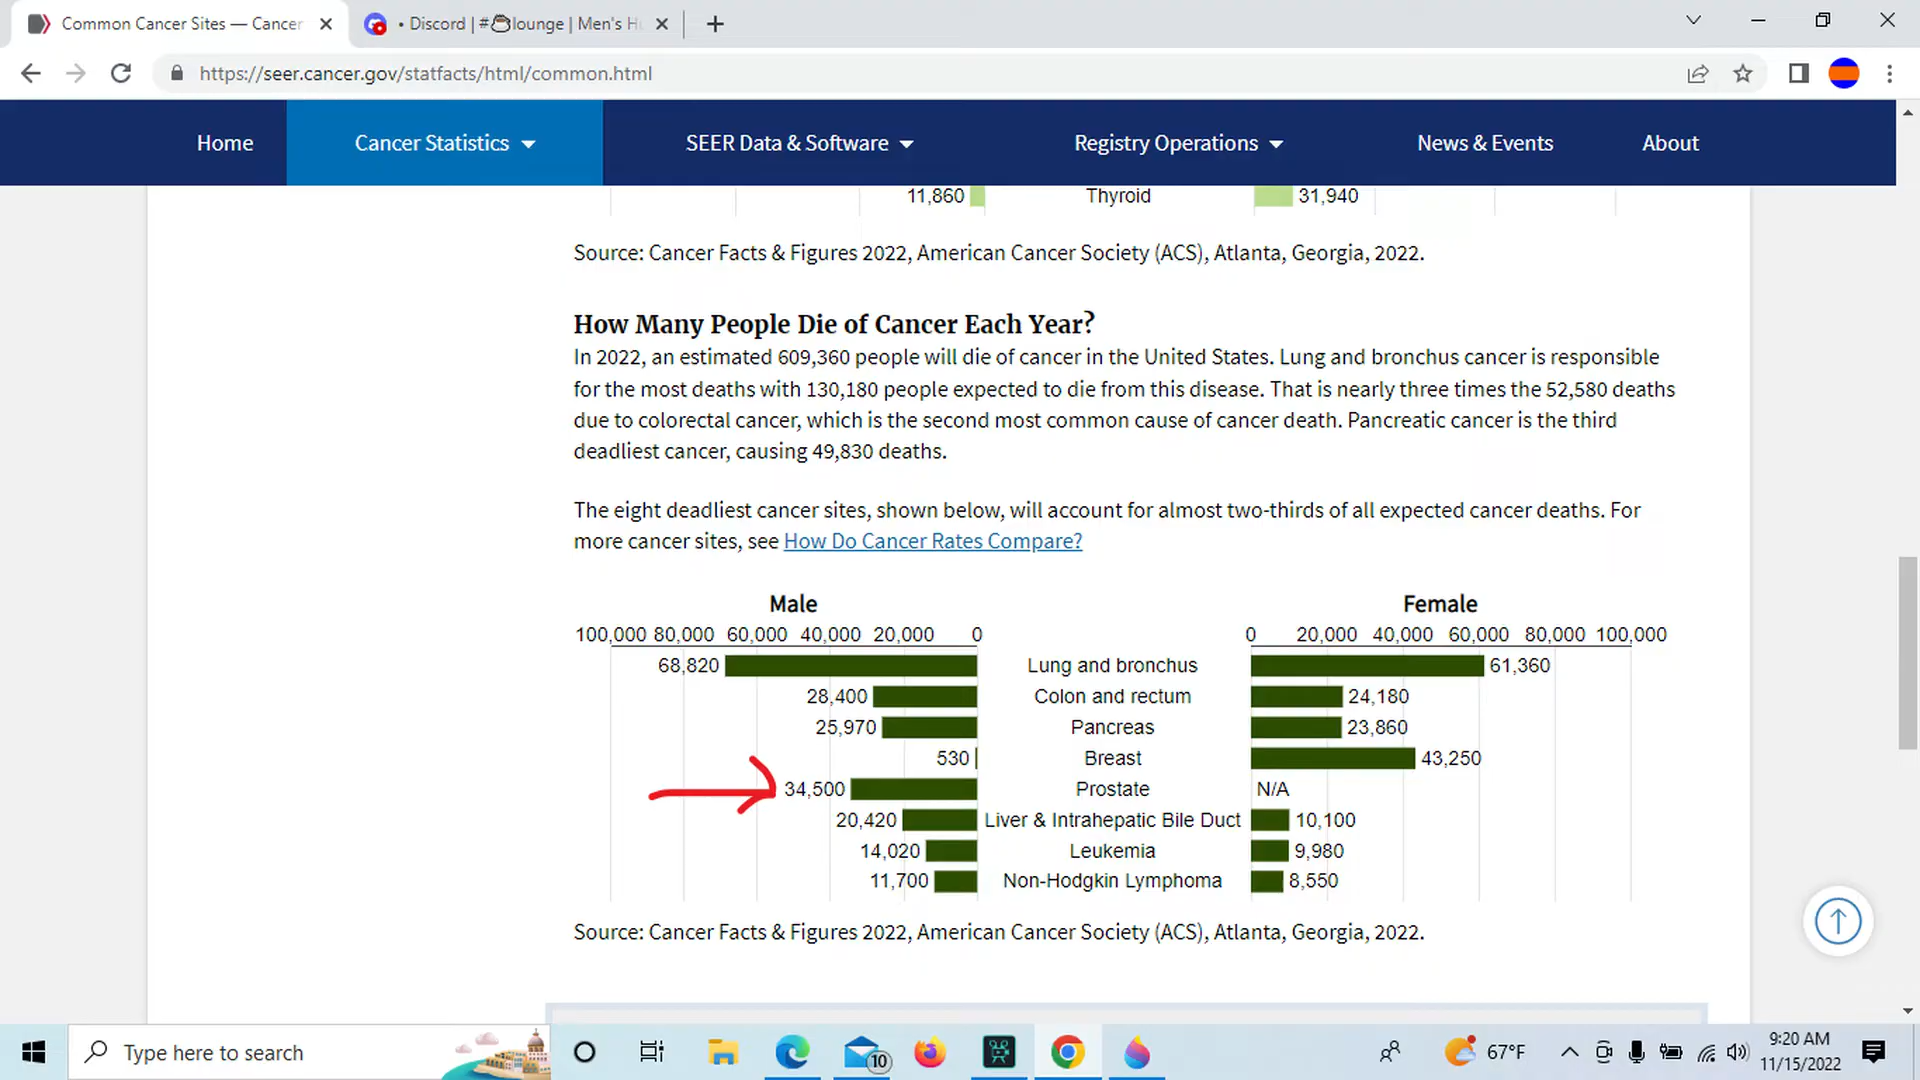 Common Cancer Sites — Cancer
• Discord | #☕lounge | Men's H
https://seer.cancer.gov/statfacts/html/common.html
Home
Cancer Statistics
SEER Data & Software
Registry Operations
News & Events
About
11,860 Thyroid 31,940
Source: Cancer Facts & Figures 2022, American Cancer Society (ACS), Atlanta, Georgia, 2022.
How Many People Die of Cancer Each Year?
In 2022, an estimated 609,360 people will die of cancer in the United States. Lung and bronchus cancer is responsible
for the most deaths with 130,180 people expected to die from this disease. That is nearly three times the 52,580 deaths
due to colorectal cancer, which is the second most common cause of cancer death. Pancreatic cancer is the third
deadliest cancer, causing 49,830 deaths.
The eight deadliest cancer sites, shown below, will account for almost two-thirds of all expected cancer deaths. For
more cancer sites, see How Do Cancer Rates Compare?
Male Female
100,000 80,000 60,000 40,000 20,000 0 0 20,000 40,000 60,000 80,000 100,000
68,820 Lung and bronchus 61,360
28,400 Colon and rectum 24,180
25,970 Pancreas 23,860
530 Breast 43,250
34,500 Prostate N/A
20,420 Liver & Intrahepatic Bile Duct 10,100
14,020 Leukemia 9,980
11,700 Non-Hodgkin Lymphoma 8,550
Source: Cancer Facts & Figures 2022, American Cancer Society (ACS), Atlanta, Georgia, 2022.
Type here to search
10
67°F
9:20 AM
11/15/2022